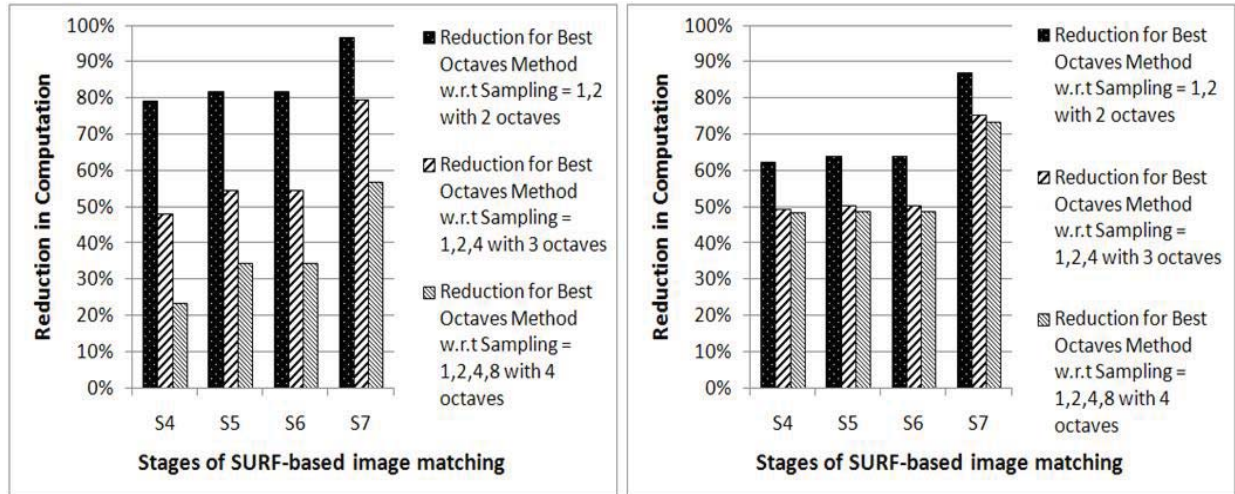 100%
90%
80%
70%
60%
50%
40%
30%
20%
10%
0%
Reduction in Computation
S4 S5 S6 S7
Stages of SURF-based image matching
Reduction for Best
Octaves Method
w.r.t Sampling = 1,2
with 2 octaves
Reduction for Best
Octaves Method
w.r.t Sampling =
1,2,4 with 3 octaves
Reduction for Best
Octaves Method
w.r.t Sampling =
1,2,4,8 with 4
octaves
100%
90%
80%
70%
60%
50%
40%
30%
20%
10%
0%
Reduction in Computation
S4 S5 S6 S7
Stages of SURF-based image matching
Reduction for Best
Octaves Method
w.r.t Sampling = 1,2
with 2 octaves
Reduction for Best
Octaves Method
w.r.t Sampling =
1,2,4 with 3 octaves
Reduction for Best
Octaves Method
w.r.t Sampling =
1,2,4,8 with 4
octaves